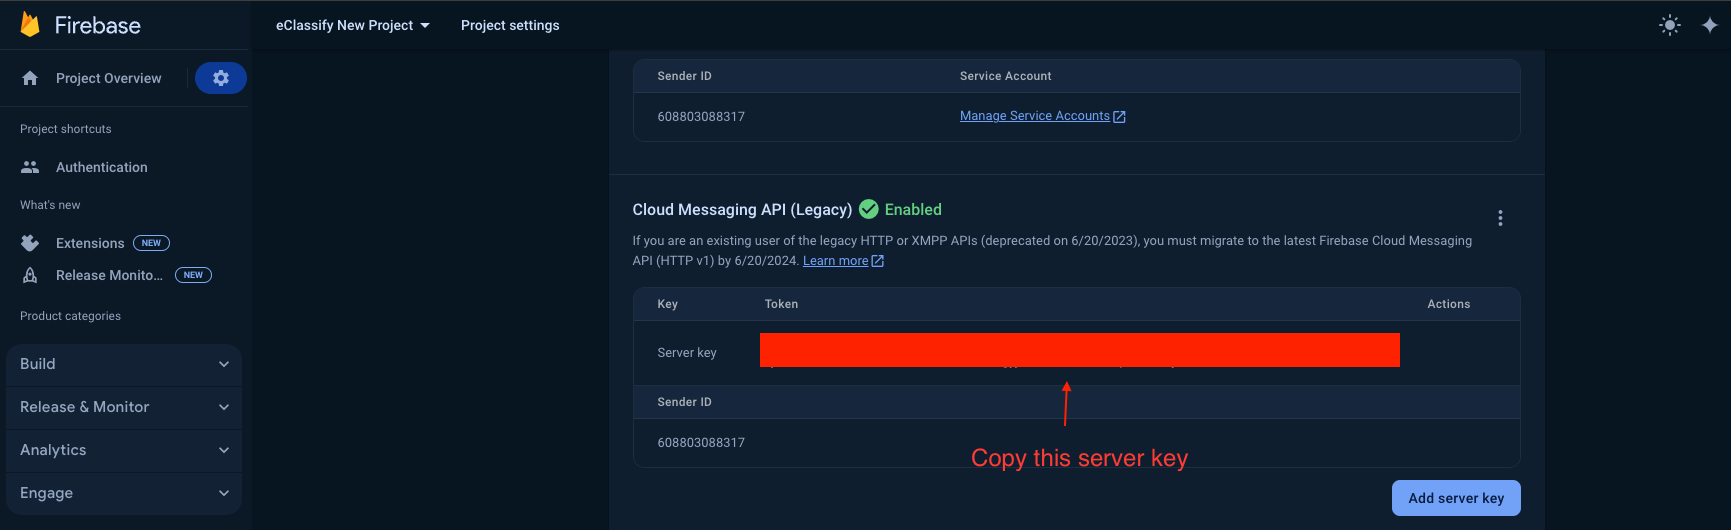 Firebase
eClassify New Project
Project settings
Project Overview
Project shortcuts
Authentication
What's new
Extensions NEW
Release Monito... NEW
Product categories
Build
Release & Monitor
Analytics
Engage
Sender ID Service Account
608803088317 Manage Service Accounts
Cloud Messaging API (Legacy) Enabled
If you are an existing user of the legacy HTTP or XMPP APIs (deprecated on 6/20/2023), you must migrate to the latest Firebase Cloud Messaging
API (HTTP v1) by 6/20/2024. Learn more
Key Token Actions
Server key
Sender ID
608803088317
Copy this server key
Add server key